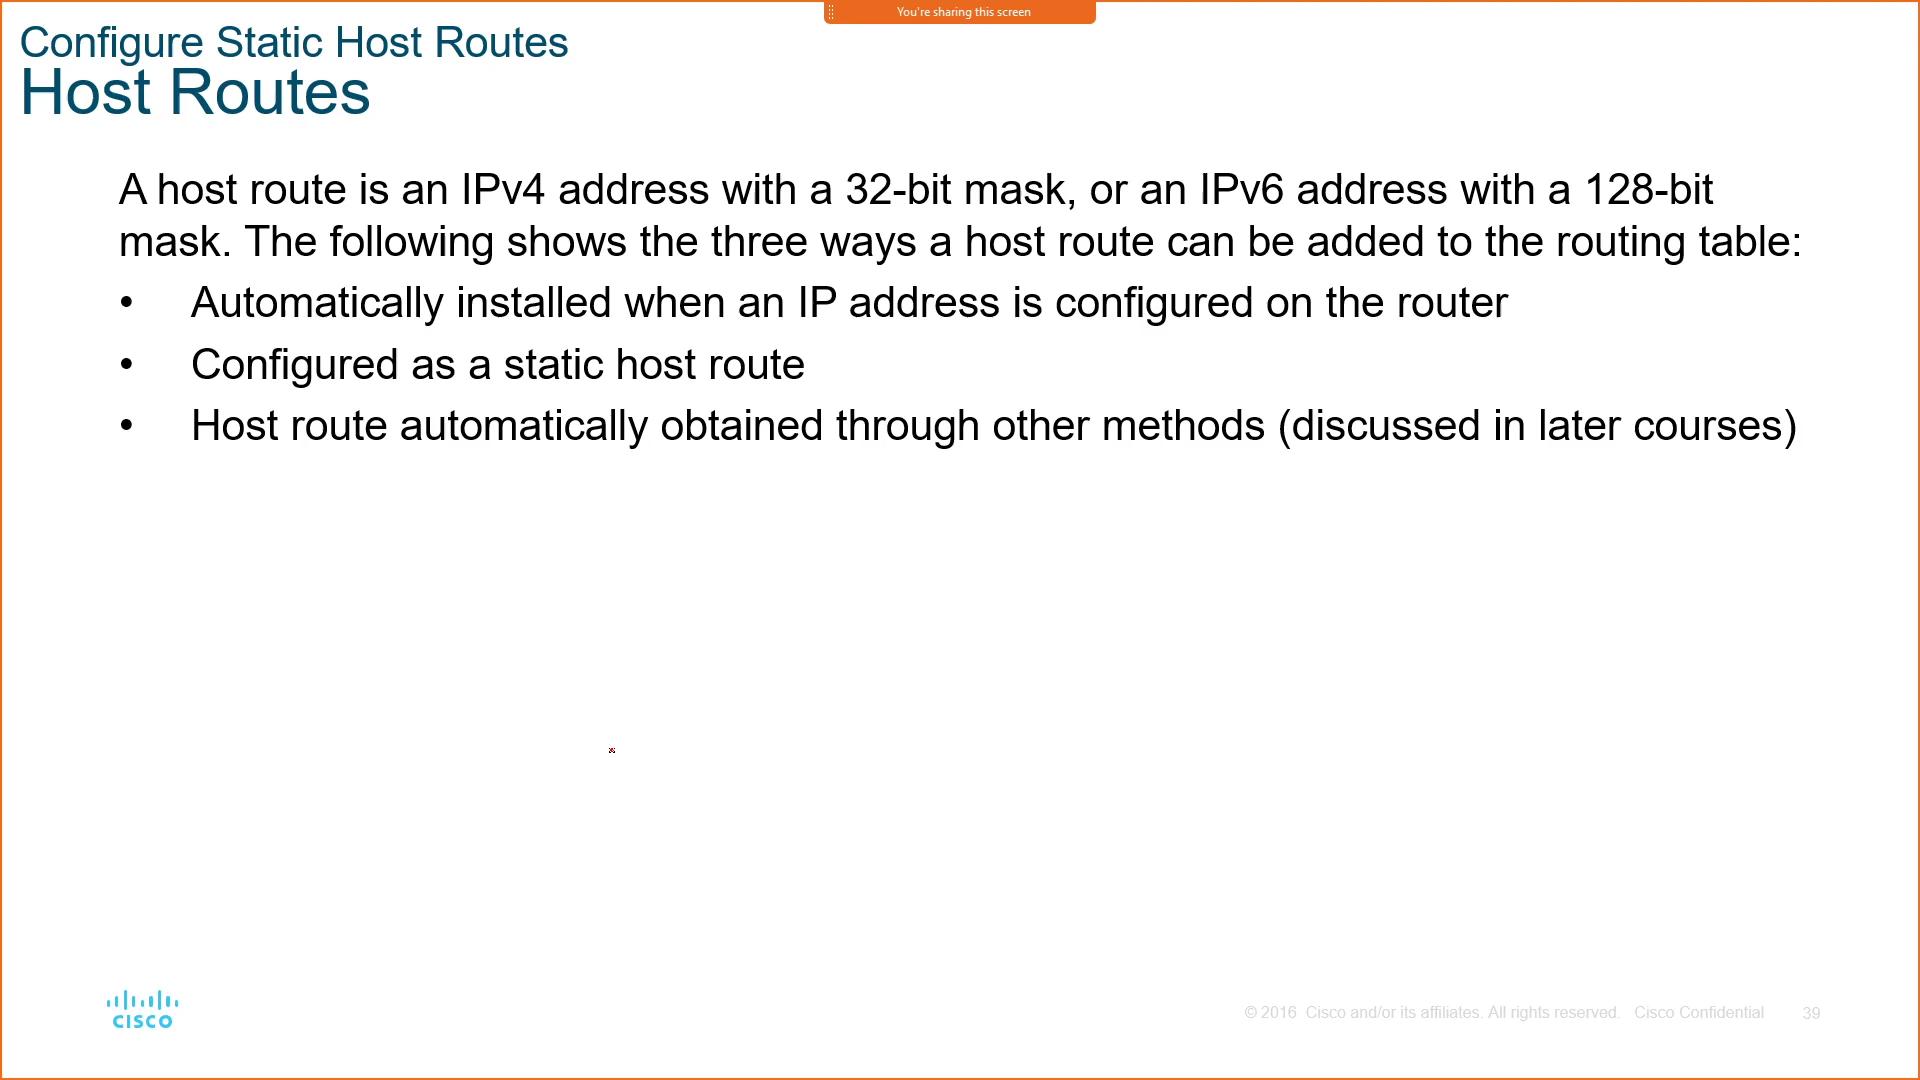 You're sharing this screen
Configure Static Host Routes
Host Routes
A host route is an IPv4 address with a 32-bit mask, or an IPv6 address with a 128-bit
mask. The following shows the three ways a host route can be added to the routing table:
• Automatically installed when an IP address is configured on the router
• Configured as a static host route
• Host route automatically obtained through other methods (discussed in later courses)
CISCO
© 2016 Cisco and/or its affiliates. All rights reserved. Cisco Confidential 39